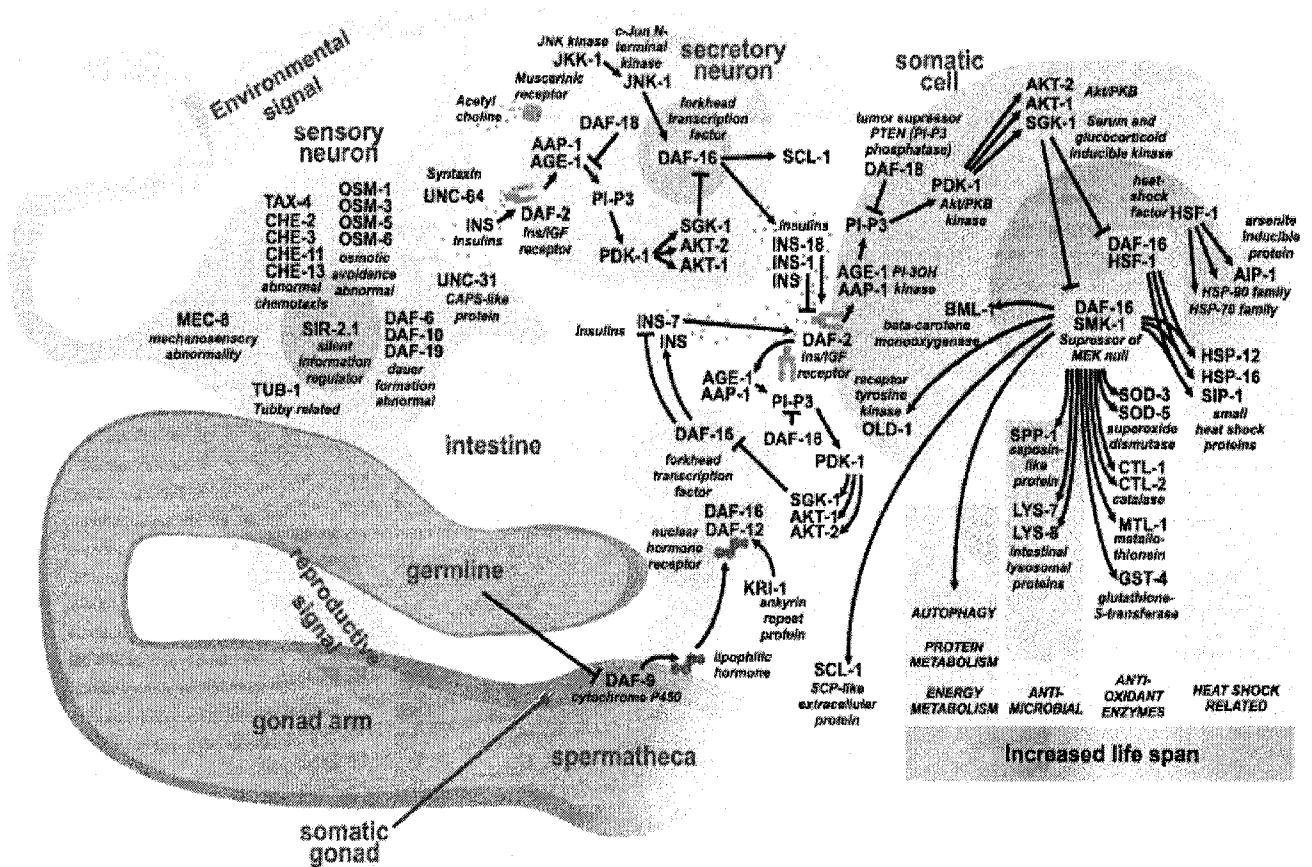 Environmental
signal
sensory
neuron
TAX-4
CHE-2
CHE-3
CHE-11
CHE-13
abnormal
chemotaxis
OSM-1
OSM-3
OSM-5
OSM-6
osmotic
avoidance
abnormal
MEC-8
mechanosensory
abnormality
SIR-2.1
silent
information
regulator
DAF-6
DAF-10
DAF-19
dauer
formation
abnormal
TUB-1
Tubby related
JNK kinase
JKK-1
c-Jun N-
terminal
kinase
JNK-1
Muscarinic
receptor
Acetyl
choline
secretory
neuron
forkhead
transcription
factor
DAF-16
SCL-1
DAF-18
AAP-1
AGE-1
Syntaxin
UNC-64
INS
Insulins
DAF-2
Ins/IGF
receptor
PI-P3
PDK-1
SGK-1
AKT-2
AKT-1
UNC-31
CAPS-like
protein
insulins
INS-18
INS-1
INS
somatic
cell
tumor supressor
PTEN (PI-P3
phosphatase)
DAF-18
PDK-1
Akt/PKB
kinase
PI-P3
AGE-1
AAP-1
PI-3OH
kinase
AKT-2
AKT-1
SGK-1
Akt/PKB
Serum and
glucocorticoid
inducible kinase
heat-
shock
factor
HSF-1
arsenite
inducible
protein
AIP-1
HSP-90 family
HSP-70 family
DAF-16
HSF-1
DAF-16
SMK-1
Supressor of
MEK null
BML-1
beta-carotene
monooxygenase
HSP-12
HSP-16
SIP-1
small
heat shock
proteins
SOD-3
SOD-5
superoxide
dismutase
CTL-1
CTL-2
catalase
MTL-1
metallo-
thionein
GST-4
glutathione-
S-transferase
SPP-1
saposin-
like
protein
LYS-7
LYS-8
intestinal
lysosomal
proteins
receptor
tyrosine
kinase
OLD-1
Insulins
INS-7
INS
DAF-2
ins/IGF
receptor
AGE-1
AAP-1
PI-P3
DAF-18
PDK-1
SGK-1
AKT-1
AKT-2
DAF-16
forkhead
transcription
factor
intestine
DAF-16
DAF-12
nuclear
hormone
receptor
KRI-1
ankyrin
repeat
protein
lipophilic
hormone
DAF-9
cytochrome P450
germline
reproductive
signal
gonad arm
spermatheca
somatic
gonad
SCL-1
SCP-like
extracellular
protein
AUTOPHAGY
PROTEIN
METABOLISM
ENERGY
METABOLISM
ANTI-
MICROBIAL
ANTI-
OXIDANT
ENZYMES
HEAT SHOCK
RELATED
Increased life span